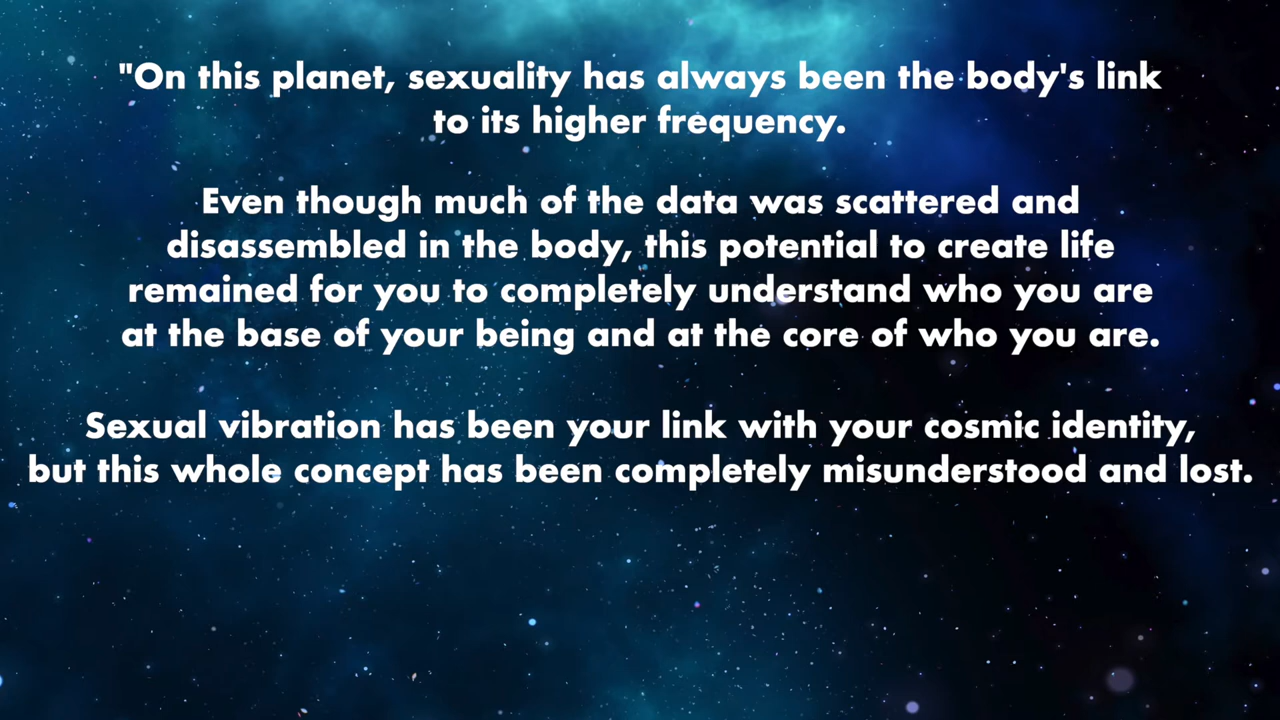 "On this planet, sexuality has always been the body's link
to its higher frequency.
Even though much of the data was scattered and
disassembled in the body, this potential to create life
remained for you to completely understand who you are
at the base of your being and at the core of who you are.
Sexual vibration has been your link with your cosmic identity,
but this whole concept has been completely misunderstood and lost.